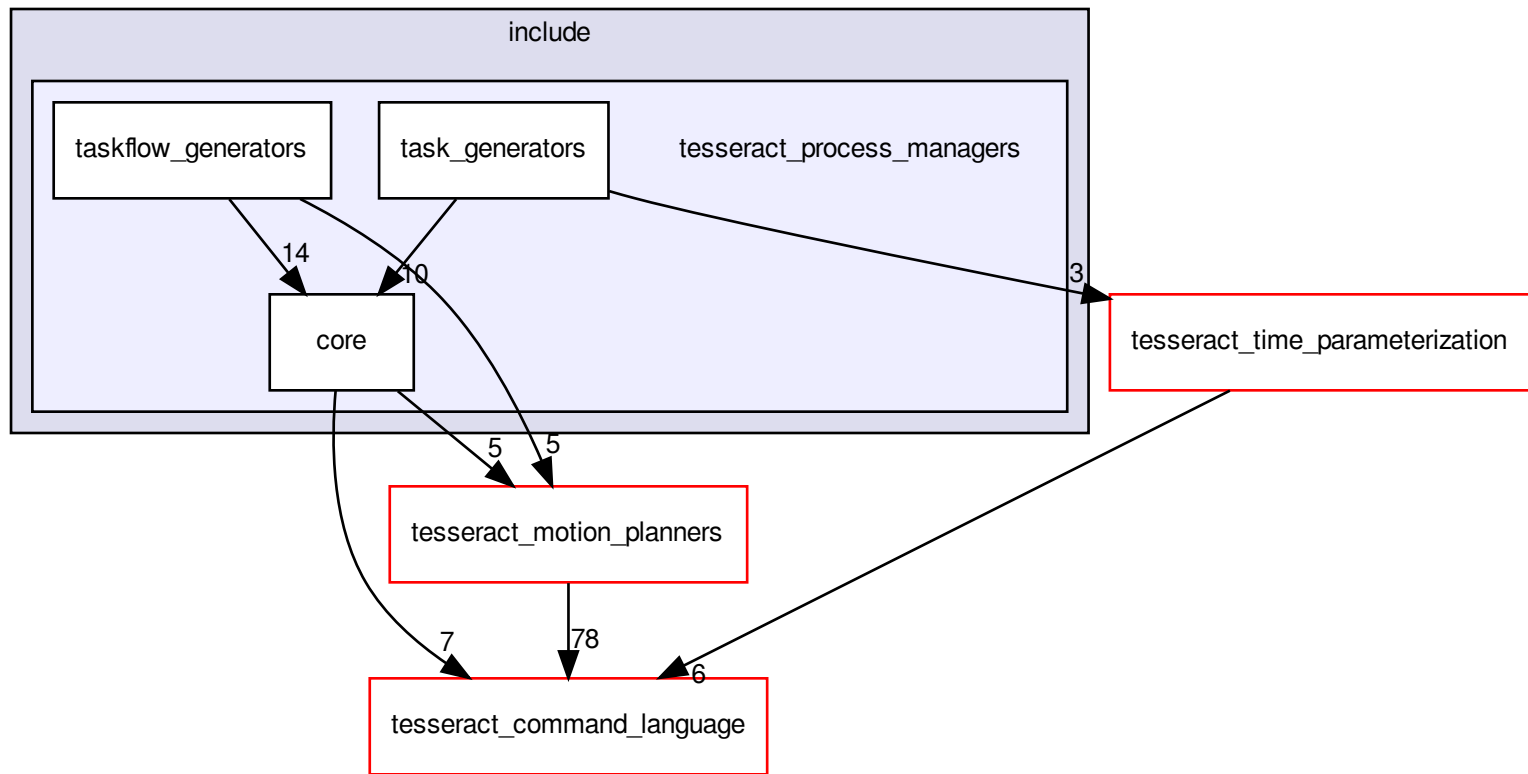 include
taskflow_generators
task_generators
tesseract_process_managers
14
10
3
core
tesseract_time_parameterization
5
5
tesseract_motion_planners
7
78
6
tesseract_command_language